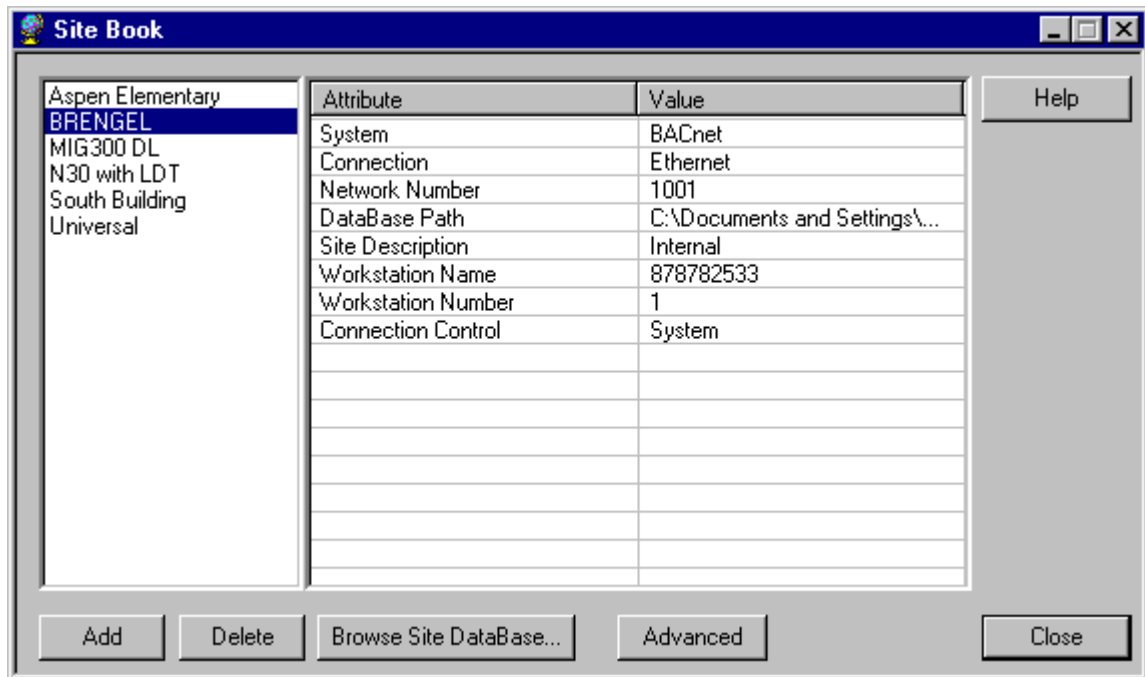 Site Book
Aspen Elementary
BRENGEL
MIG300 DL
N30 with LDT
South Building
Universal
Attribute Value
System BACnet
Connection Ethernet
Network Number 1001
DataBase Path C:\Documents and Settings\...
Site Description Internal
Workstation Name 878782533
Workstation Number 1
Connection Control System
Help
Add Delete Browse Site DataBase... Advanced Close